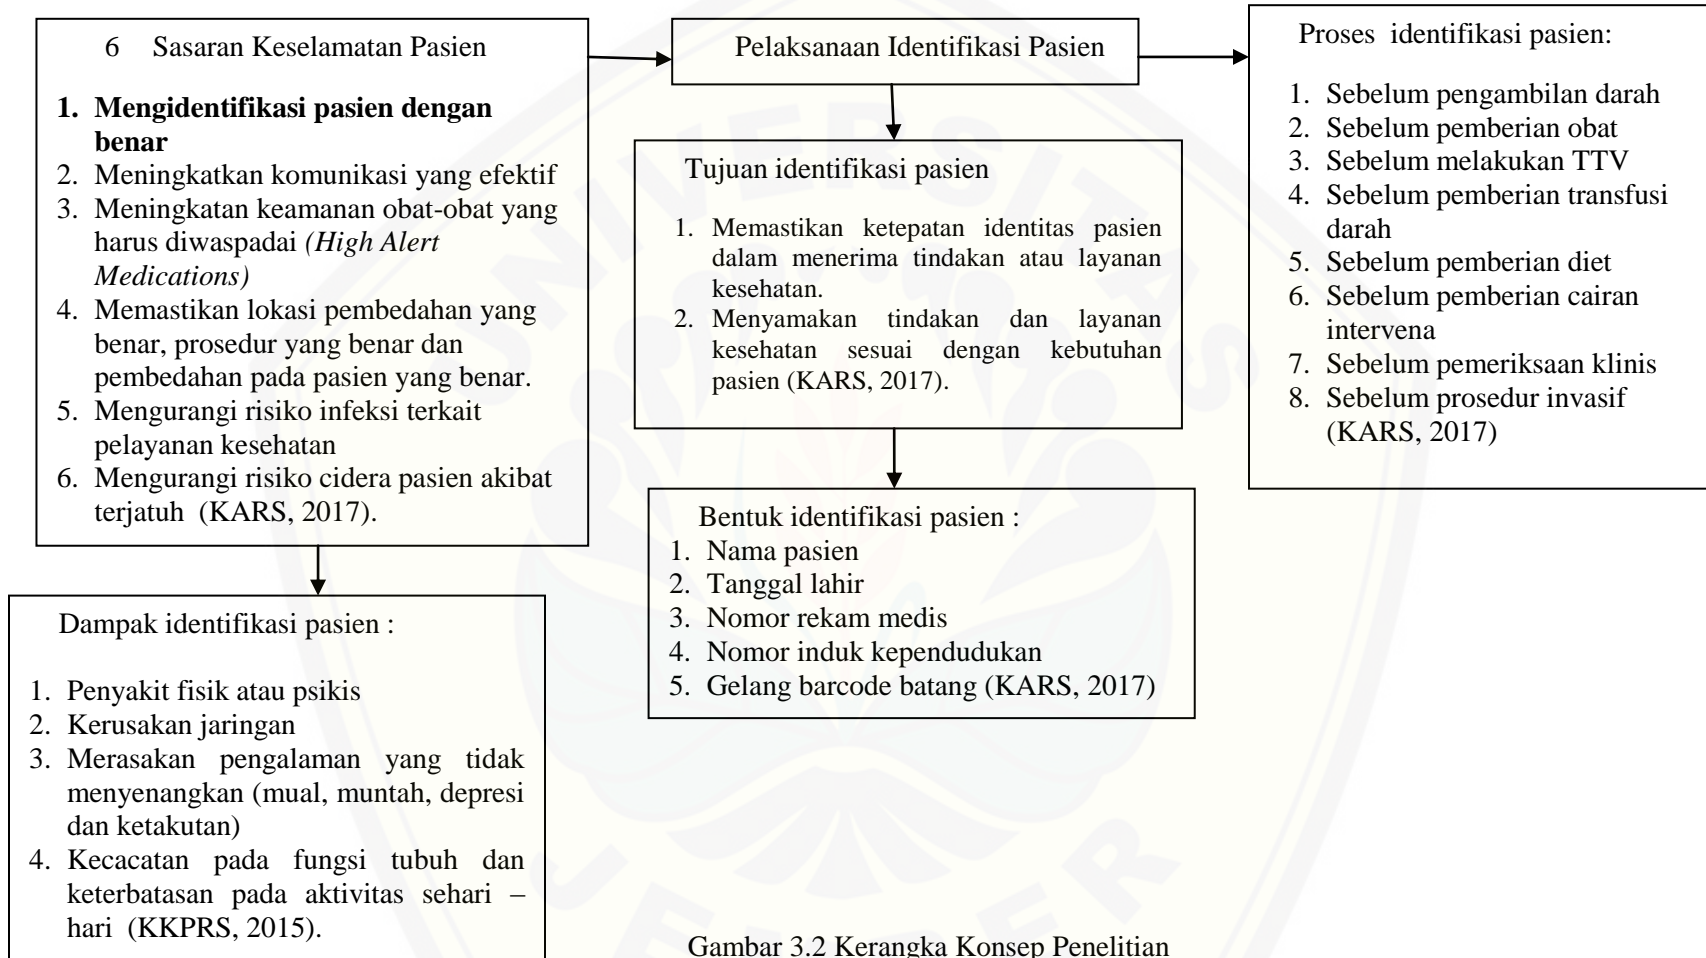 6 Sasaran Keselamatan Pasien
1. Mengidentifikasi pasien dengan
benar
2. Meningkatkan komunikasi yang efektif
3. Meningkatan keamanan obat-obat yang
harus diwaspadai (High Alert
Medications)
4. Memastikan lokasi pembedahan yang
benar, prosedur yang benar dan
pembedahan pada pasien yang benar.
5. Mengurangi risiko infeksi terkait
pelayanan kesehatan
6. Mengurangi risiko cidera pasien akibat
terjatuh (KARS, 2017).
Dampak identifikasi pasien :
1. Penyakit fisik atau psikis
2. Kerusakan jaringan
3. Merasakan pengalaman yang tidak
menyenangkan (mual, muntah, depresi
dan ketakutan)
4. Kecacatan pada fungsi tubuh dan
keterbatasan pada aktivitas sehari –
hari (KKPRS, 2015).
Pelaksanaan Identifikasi Pasien
Tujuan identifikasi pasien
1. Memastikan ketepatan identitas pasien
dalam menerima tindakan atau layanan
kesehatan.
2. Menyamakan tindakan dan layanan
kesehatan sesuai dengan kebutuhan
pasien (KARS, 2017).
Bentuk identifikasi pasien :
1. Nama pasien
2. Tanggal lahir
3. Nomor rekam medis
4. Nomor induk kependudukan
5. Gelang barcode batang (KARS, 2017)
Proses identifikasi pasien:
1. Sebelum pengambilan darah
2. Sebelum pemberian obat
3. Sebelum melakukan TTV
4. Sebelum pemberian transfusi
darah
5. Sebelum pemberian diet
6. Sebelum pemberian cairan
intervena
7. Sebelum pemeriksaan klinis
8. Sebelum prosedur invasif
(KARS, 2017)
Gambar 3.2 Kerangka Konsep Penelitian
UNIVERSITAS
JEMBER